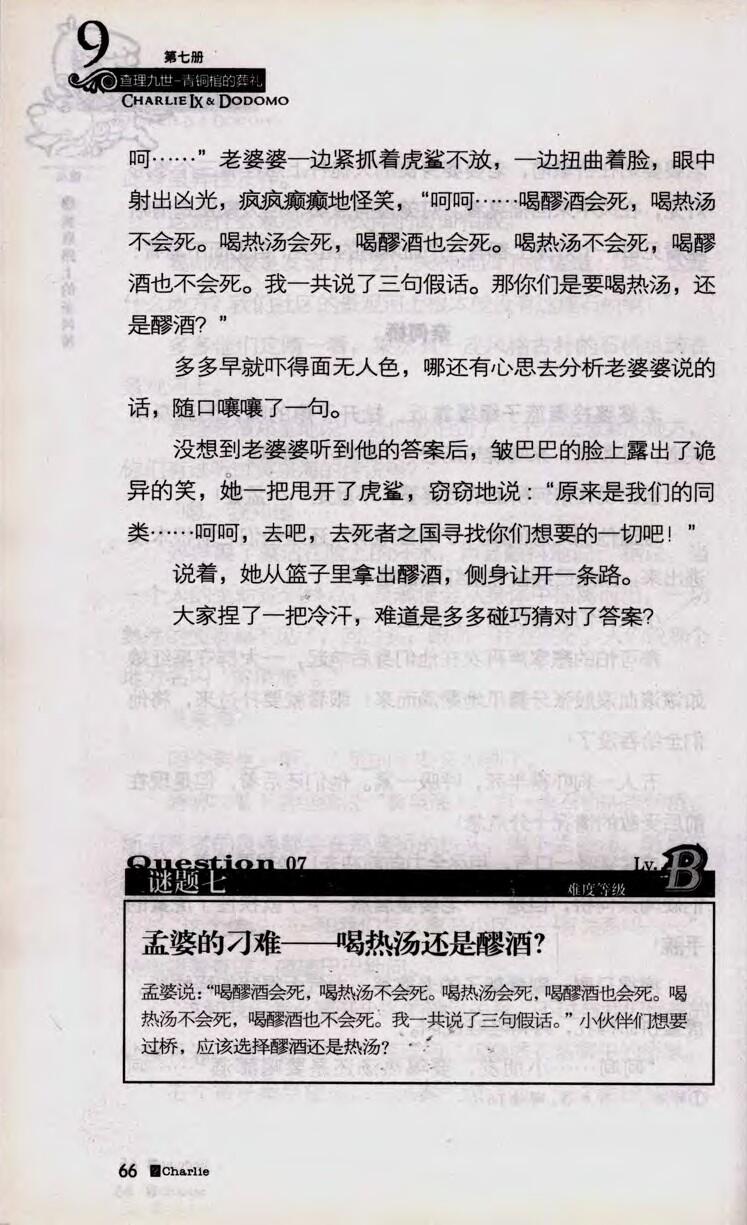 9
第七册
查理九世-青铜棺的葬礼
CHARLIE IX & DODOMO
呵……”老婆婆一边紧抓着虎鲨不放，一边扭曲着脸，眼中
射出凶光，疯疯癫癫地怪笑，“呵呵……喝醪酒会死，喝热汤
不会死。喝热汤会死，喝醪酒也会死。喝热汤不会死，喝醪
酒也不会死。我一共说了三句假话。那你们是要喝热汤，还
是醪酒？”
多多早就吓得面无人色，哪还有心思去分析老婆婆说的
话，随口嚷嚷了一句。
没想到老婆婆听到他的答案后，皱巴巴的脸上露出了诡
异的笑，她一把甩开了虎鲨，窃窃地说：“原来是我们的同
类……呵呵，去吧，去死者之国寻找你们想要的一切吧！”
说着，她从篮子里拿出醪酒，侧身让开一条路。
大家捏了一把冷汗，难道是多多碰巧猜对了答案？
Question 07
Lv. B
谜题七
难度等级
孟婆的刁难——喝热汤还是醪酒？
孟婆说：“喝醪酒会死，喝热汤不会死。喝热汤会死，喝醪酒也会死。喝
热汤不会死，喝醪酒也不会死。我一共说了三句假话。”小伙伴们想要
过桥，应该选择醪酒还是热汤？
66 Charlie